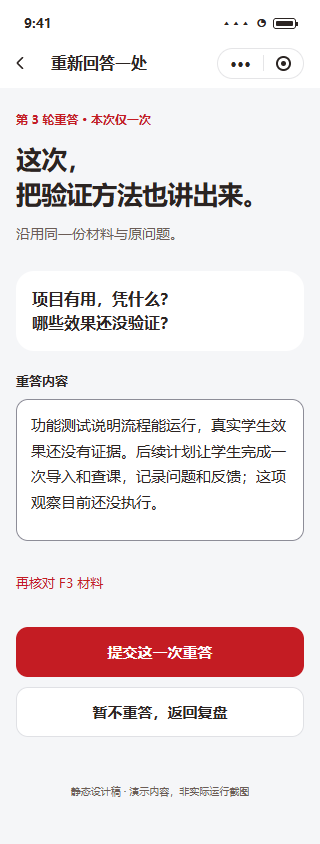 9:41
重新回答一处
第 3 轮重答 · 本次仅一次
这次，
把验证方法也讲出来。
沿用同一份材料与原问题。
项目有用，凭什么？
哪些效果还没验证？
重答内容
功能测试说明流程能运行，真实学生效
果还没有证据。后续计划让学生完成一
次导入和查课，记录问题和反馈；这项
观察目前还没执行。
再核对 F3 材料
提交这一次重答
暂不重答，返回复盘
静态设计稿 · 演示内容，非实际运行截图